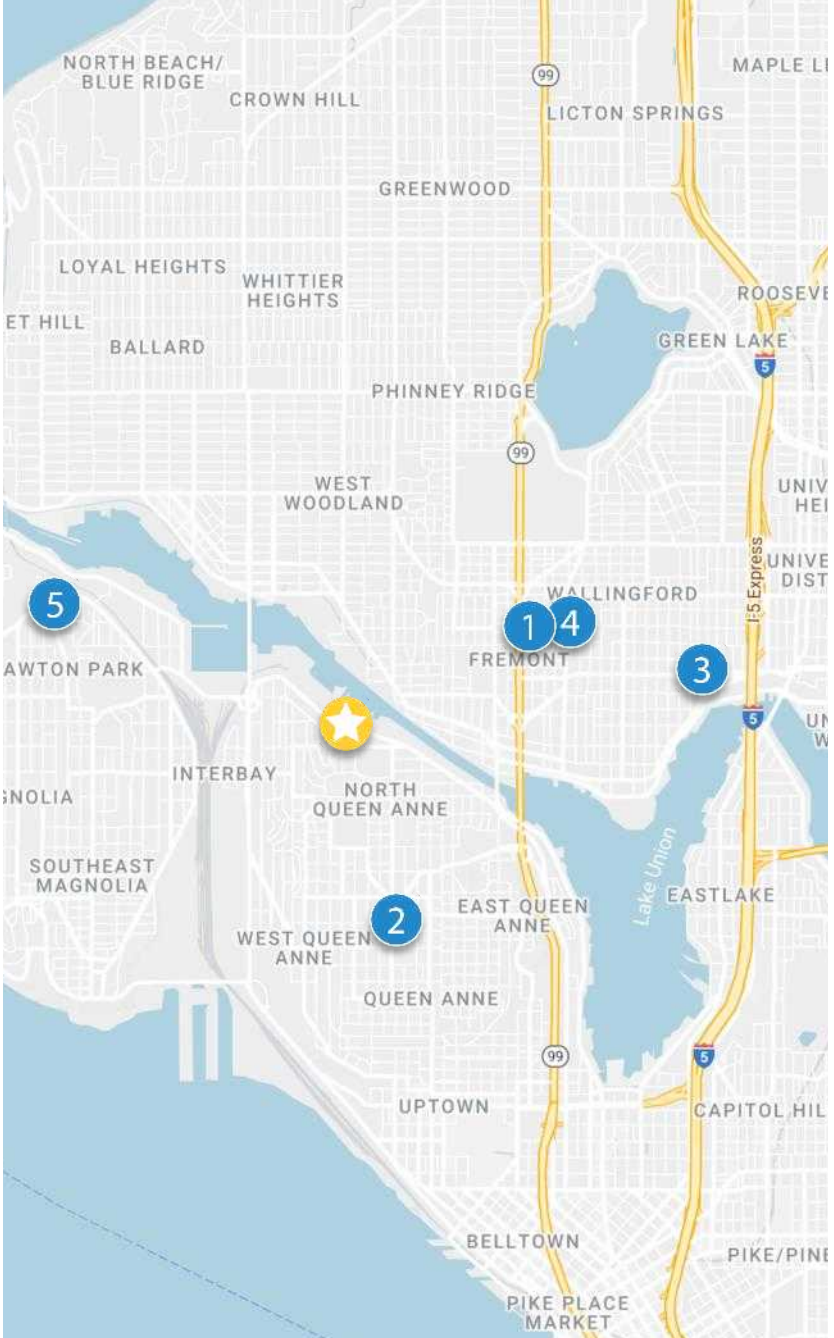 NORTH BEACH/
BLUE RIDGE
CROWN HILL
99
MAPLE L
LICTON SPRINGS
GREENWOOD
LOYAL HEIGHTS
WHITTIER
HEIGHTS
ROOSEVE
ET HILL
BALLARD
GREEN LAKE
5
PHINNEY RIDGE
99
WEST
WOODLAND
UNIV
HEI
I-5 Express
UNIVE
DIST
WALLINGFORD
5
1
4
FREMONT
3
AWTON PARK
5
UN
W
INTERBAY
NORTH
QUEEN ANNE
GNOLIA
SOUTHEAST
MAGNOLIA
Lake Union
EASTLAKE
2
EAST QUEEN
ANNE
WEST QUEEN
ANNE
QUEEN ANNE
99
5
UPTOWN
CAPITOL HIL
BELLTOWN
PIKE/PINE
PIKE PLACE
MARKET